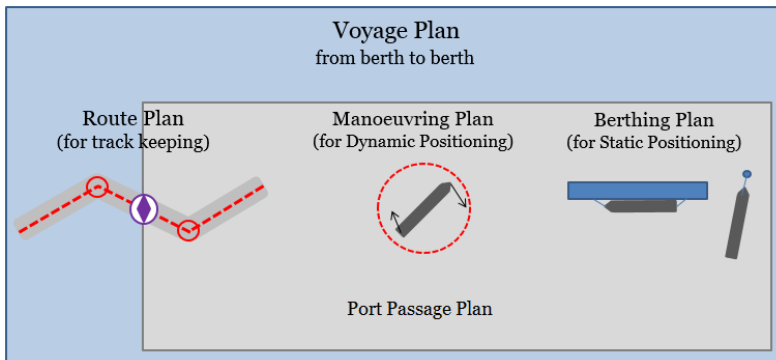 Voyage Plan
from berth to berth
Route Plan
(for track keeping)
Manoeuvring Plan
(for Dynamic Positioning)
Berthing Plan
(for Static Positioning)
Port Passage Plan